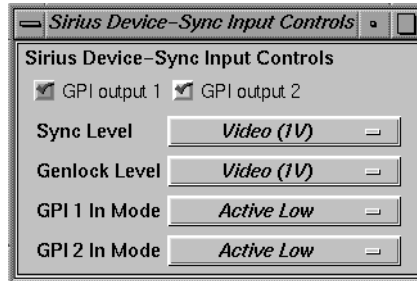 Sirius Device-Sync Input Controls
Sirius Device-Sync Input Controls
GPI output 1 GPI output 2
Sync Level Video (1V)
Genlock Level Video (1V)
GPI 1 In Mode Active Low
GPI 2 In Mode Active Low